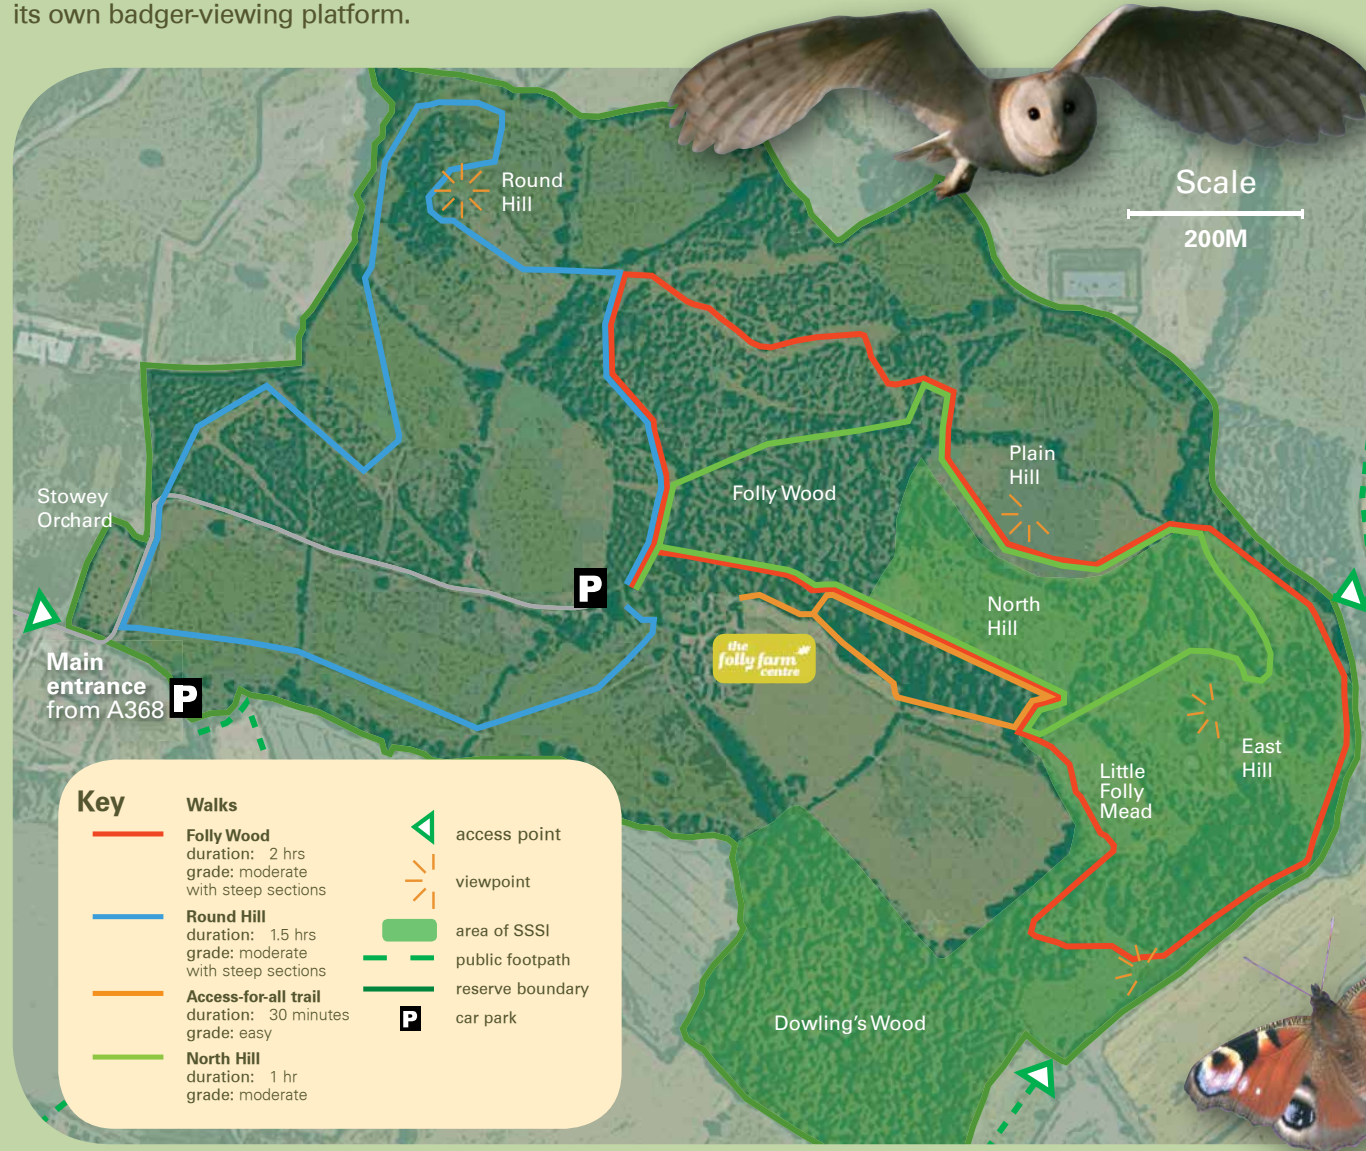 its own badger-viewing platform.
Scale
200M
Round
Hill
Plain
Hill
Folly Wood
Stowey
Orchard
P
North
Hill
the
folly farm
centre
Main
entrance
from A368
P
East
Hill
Little
Folly
Mead
Dowling's Wood
Key
Walks
Folly Wood
duration: 2 hrs
grade: moderate
with steep sections
Round Hill
duration: 1.5 hrs
grade: moderate
with steep sections
Access-for-all trail
duration: 30 minutes
grade: easy
North Hill
duration: 1 hr
grade: moderate
access point
viewpoint
area of SSSI
public footpath
reserve boundary
P
car park